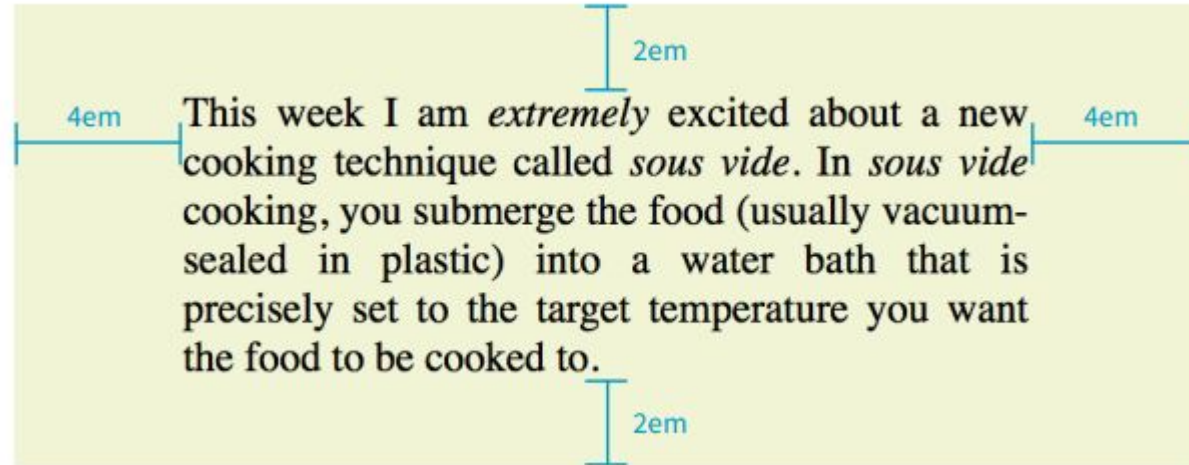 2em
4em
This week I am extremely excited about a new
4em
cooking technique called sous vide. In sous vide
cooking, you submerge the food (usually vacuum-
sealed in plastic) into a water bath that is
precisely set to the target temperature you want
the food to be cooked to.
2em